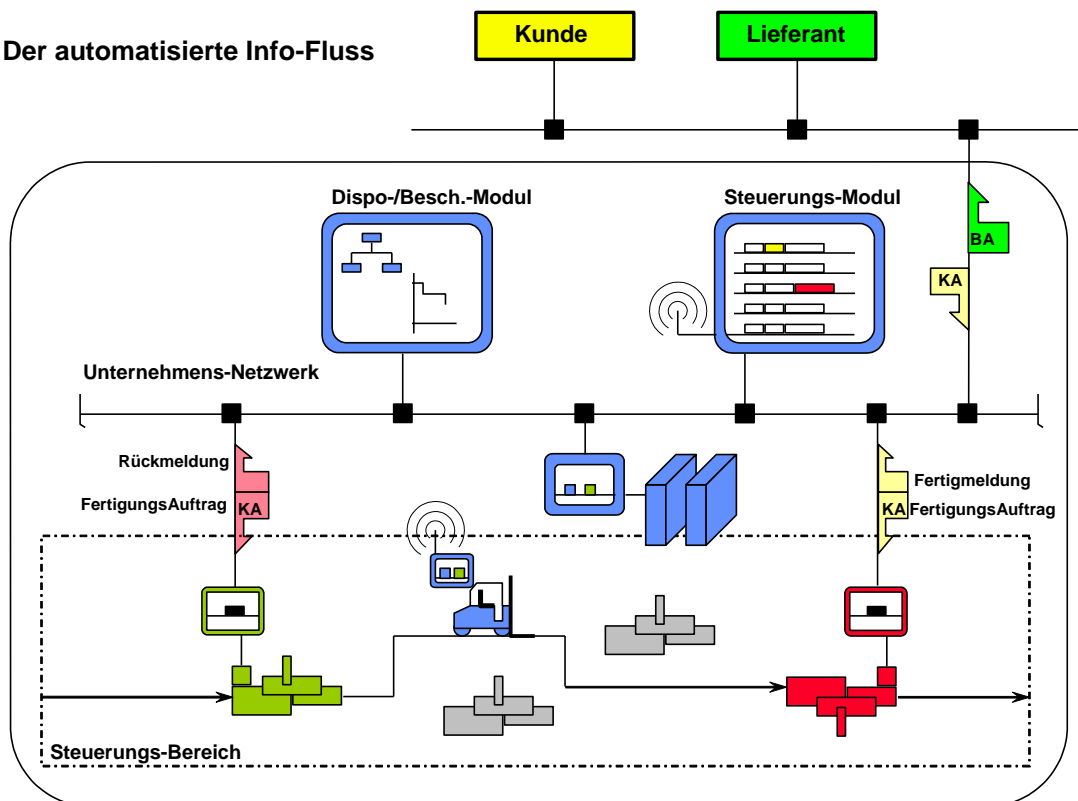 Kunde
Lieferant
Der automatisierte Info-Fluss
Dispo-/Besch.-Modul
Steuerungs-Modul
BA
KA
Unternehmens-Netzwerk
Rückmeldung
FertigungsAuftrag
KA
Fertigmeldung
KA
FertigungsAuftrag
Steuerungs-Bereich